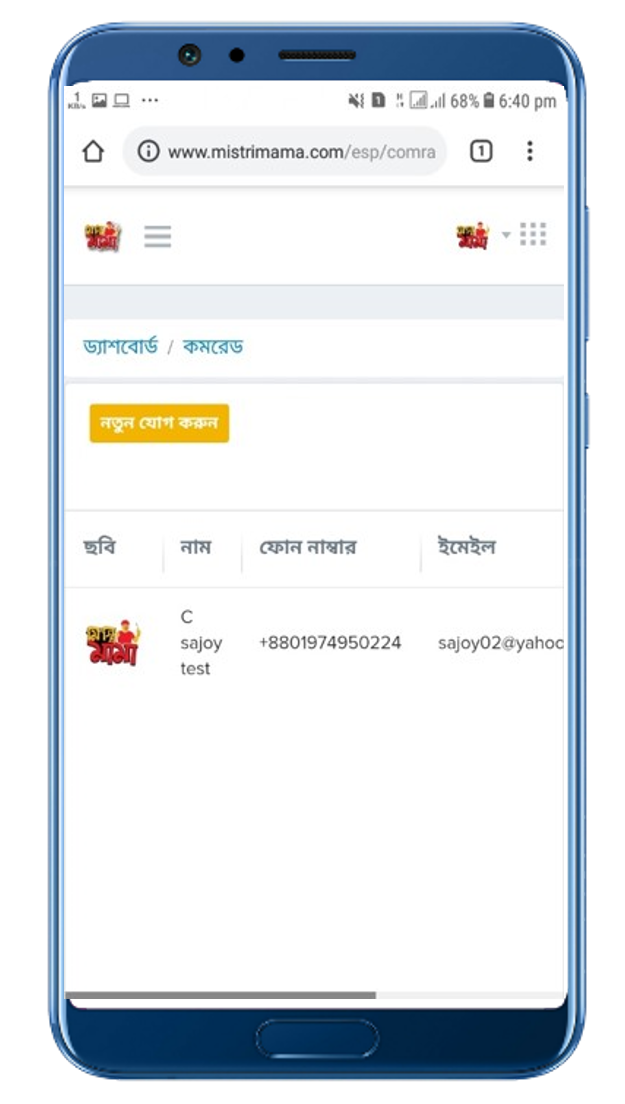 1
KB/s
68% 6:40 pm
www.mistrimama.com/esp/comra
1
মামা
মামা
ড্যাশবোর্ড / কমরেড
নতুন যোগ করুন
ছবি নাম ফোন নাম্বার ইমেইল
মামা
C
sajoy +8801974950224 sajoy02@yahoo
test